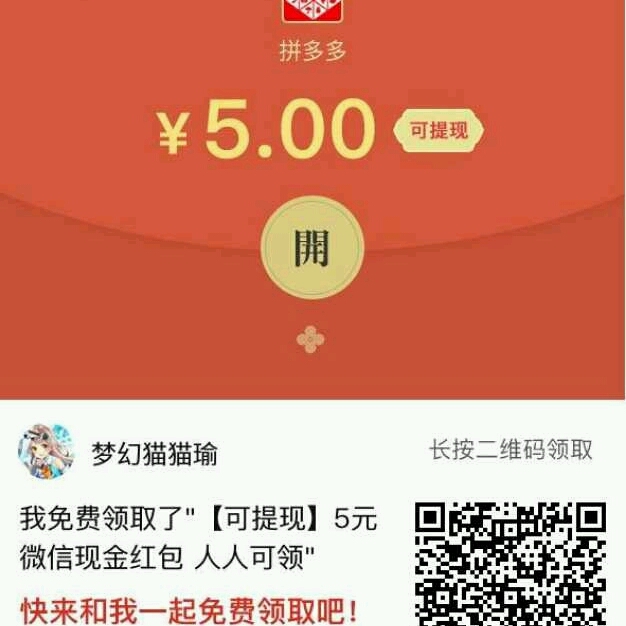 拼多多
¥5.00 可提现
開
梦幻猫猫瑜
长按二维码领取
我免费领取了"【可提现】5元
微信现金红包 人人可领"
快来和我一起免费领取吧！